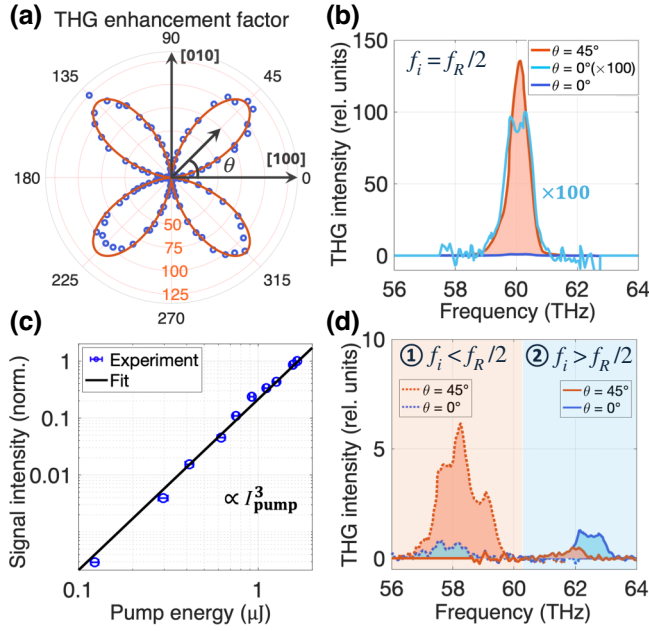 (a) THG enhancement factor
90
[010]
135
45
θ
[100]
180
0
50
75
100
125
225
315
270
(b)
150
100
50
0
THG intensity (rel. units)
f_i = f_R/2
θ = 45°
θ = 0°(×100)
θ = 0°
×100
56 58 60 62 64
Frequency (THz)
(c)
Signal intensity (norm.)
1
0.1
0.01
Experiment
Fit
∝ I³pump
0.1 1
Pump energy (μJ)
(d)
10
5
0
THG intensity (rel. units)
① f_i < f_R/2 ② f_i > f_R/2
θ = 45°
θ = 0°
θ = 45°
θ = 0°
56 58 60 62 64
Frequency (THz)